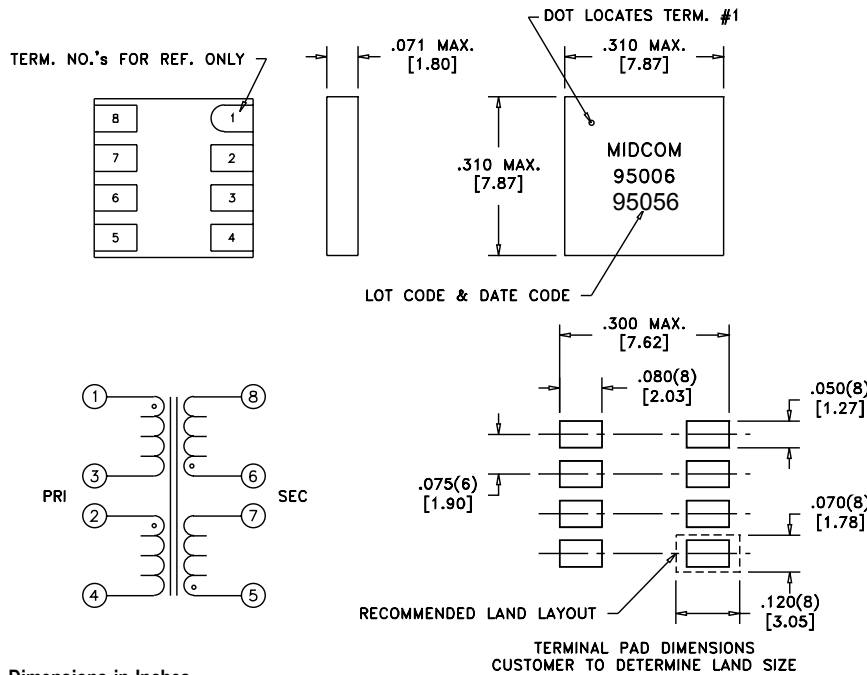 DOT LOCATES TERM. #1
TERM. NO.'s FOR REF. ONLY
.071 MAX.
[1.80]
.310 MAX.
[7.87]
8
1
7
2
6
3
5
4
.310 MAX.
[7.87]
MIDCOM
95006
95056
LOT CODE & DATE CODE
.300 MAX.
[7.62]
.080(8)
[2.03]
.050(8)
[1.27]
.075(6)
[1.90]
.070(8)
[1.78]
.120(8)
[3.05]
RECOMMENDED LAND LAYOUT
TERMINAL PAD DIMENSIONS
CUSTOMER TO DETERMINE LAND SIZE
1
8
3
6
PRI
SEC
2
7
4
5
Dimensions in Inches